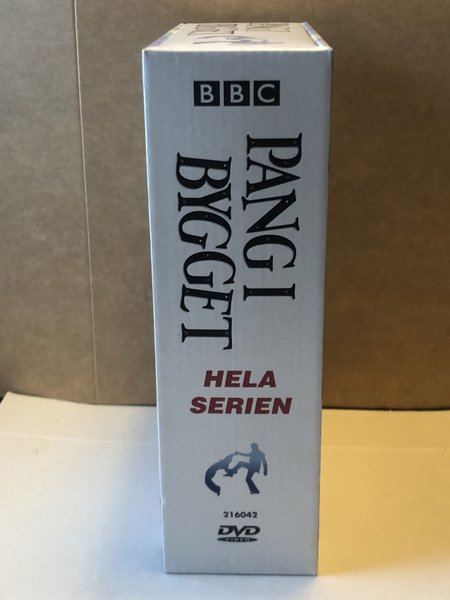 BBC
PANG I
BYGGET
HELA
SERIEN
216042
DVD
VIDEO